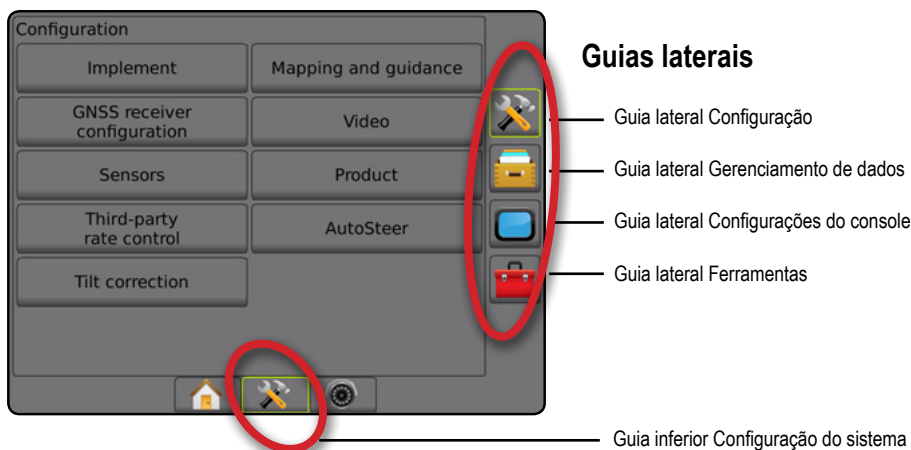 Configuration
Implement
Mapping and guidance
GNSS receiver
configuration
Video
Sensors
Product
Third-party
rate control
AutoSteer
Tilt correction
Guias laterais
Guia lateral Configuração
Guia lateral Gerenciamento de dados
Guia lateral Configurações do console
Guia lateral Ferramentas
Guia inferior Configuração do sistema